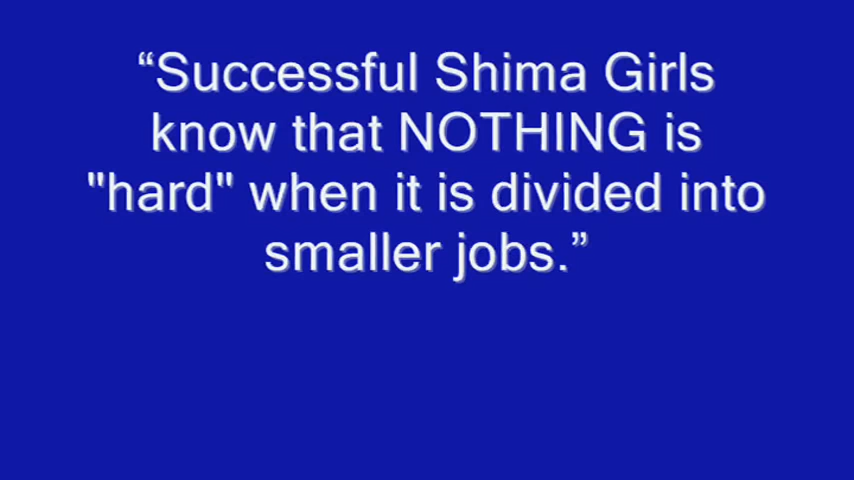 “Successful Shima Girls
know that NOTHING is
"hard" when it is divided into
smaller jobs.”